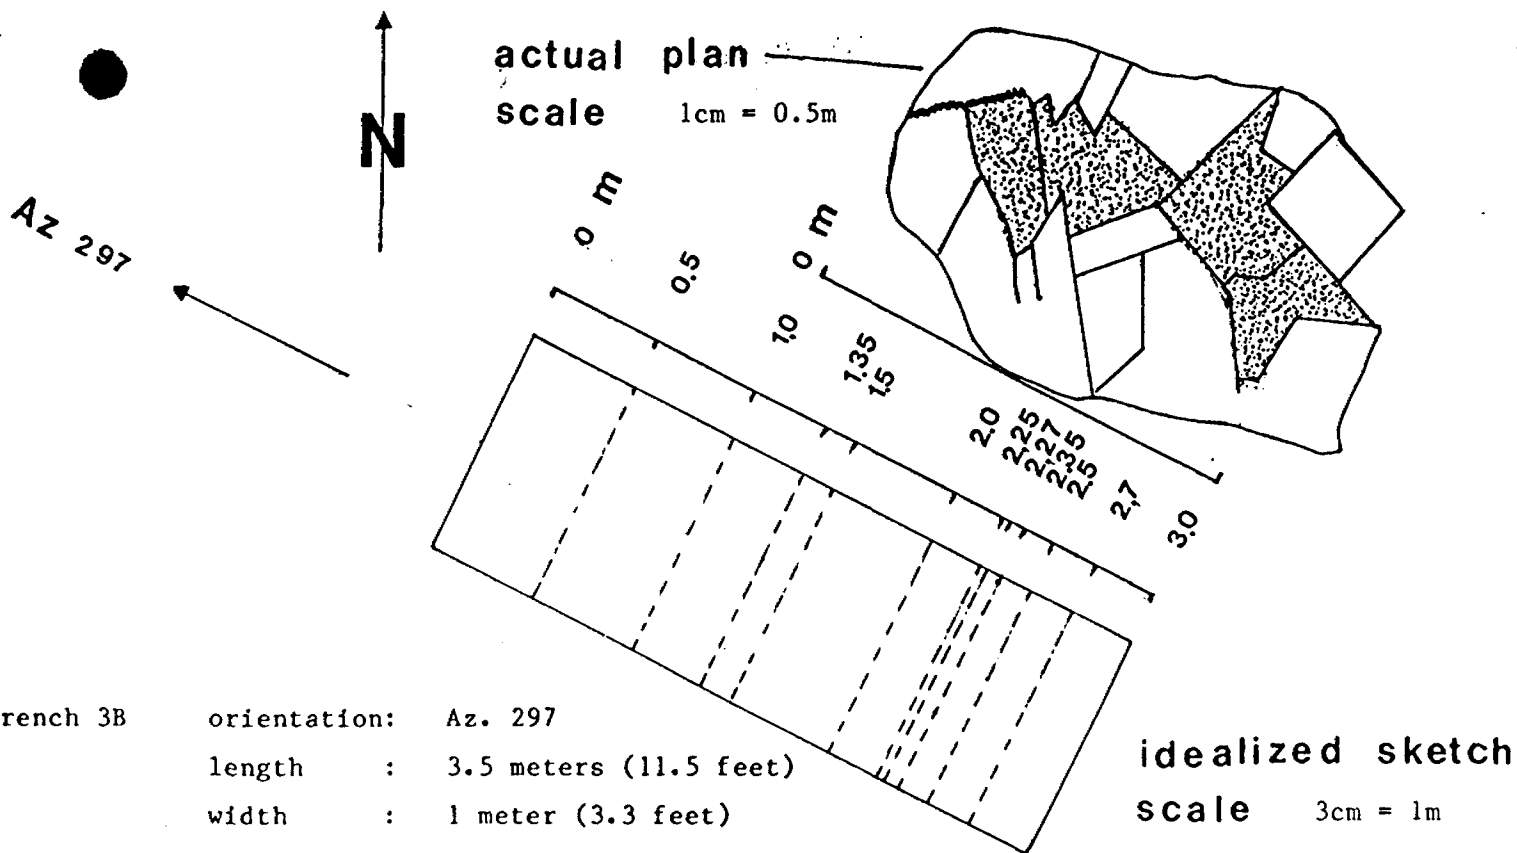 actual plan
scale 1cm = 0.5m
N
Az 297
0 m
0.5
1.0
1.35
1.5
2.0
2.25
2.27
2.35
2.5
2.7
3.0
0 m
rench 3B orientation: Az. 297
length : 3.5 meters (11.5 feet)
width : 1 meter (3.3 feet)
idealized sketch
scale 3cm = 1m